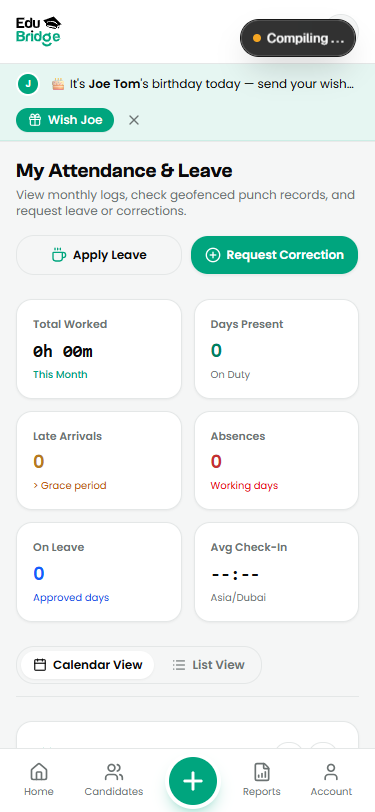 Edu
Bridge
Compiling ...
J
🎂 It's Joe Tom's birthday today — send your wish...
Wish Joe
My Attendance & Leave
View monthly logs, check geofenced punch records, and
request leave or corrections.
Apply Leave
Request Correction
Total Worked
0h 00m
This Month
Days Present
0
On Duty
Late Arrivals
0
> Grace period
Absences
0
Working days
On Leave
0
Approved days
Avg Check-In
--:--
Asia/Dubai
Calendar View
List View
Home
Candidates
Reports
Account